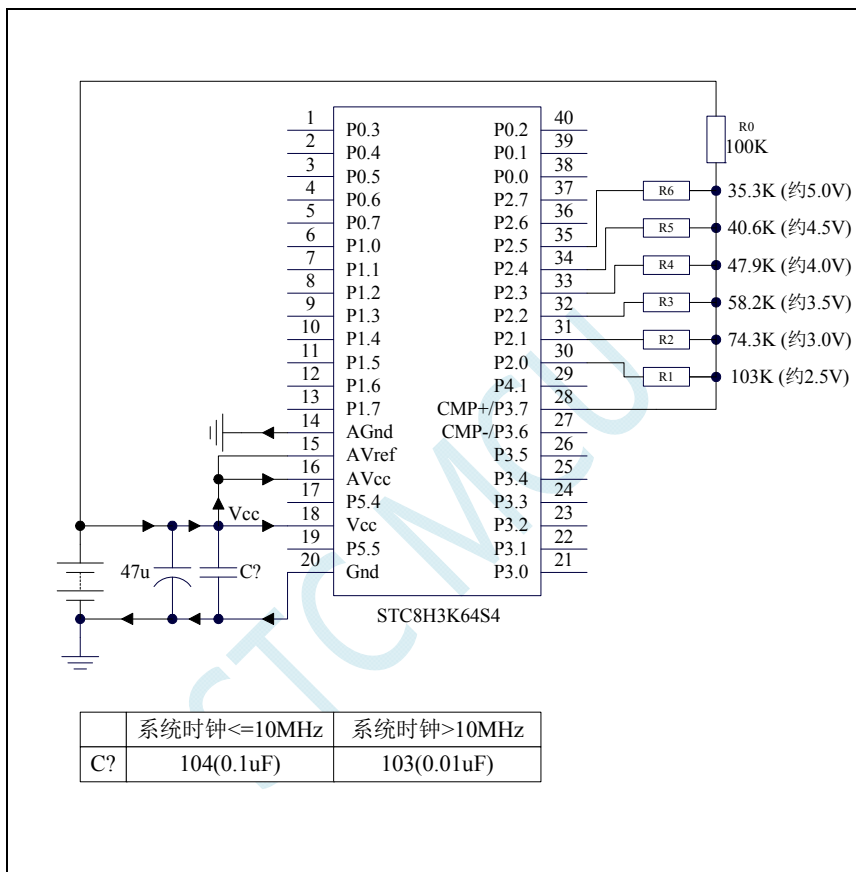 1 P0.3 P0.2 40
2 P0.4 P0.1 39
3 P0.5 P0.0 38
4 P0.6 P2.7 37
5 P0.7 P2.6 36
6 P1.0 P2.5 35
7 P1.1 P2.4 34
8 P1.2 P2.3 33
9 P1.3 P2.2 32
10 P1.4 P2.1 31
11 P1.5 P2.0 30
12 P1.6 P4.1 29
13 P1.7 CMP+/P3.7 28
14 AGnd CMP-/P3.6 27
15 AVref P3.5 26
16 AVcc P3.4 25
17 P5.4 P3.3 24
18 Vcc P3.2 23
19 P5.5 P3.1 22
20 Gnd P3.0 21
R0
100K
R6 35.3K (约5.0V)
R5 40.6K (约4.5V)
R4 47.9K (约4.0V)
R3 58.2K (约3.5V)
R2 74.3K (约3.0V)
R1 103K (约2.5V)
Vcc
47u C?
STC8H3K64S4
STC MCU
系统时钟<=10MHz 系统时钟>10MHz
C? 104(0.1uF) 103(0.01uF)